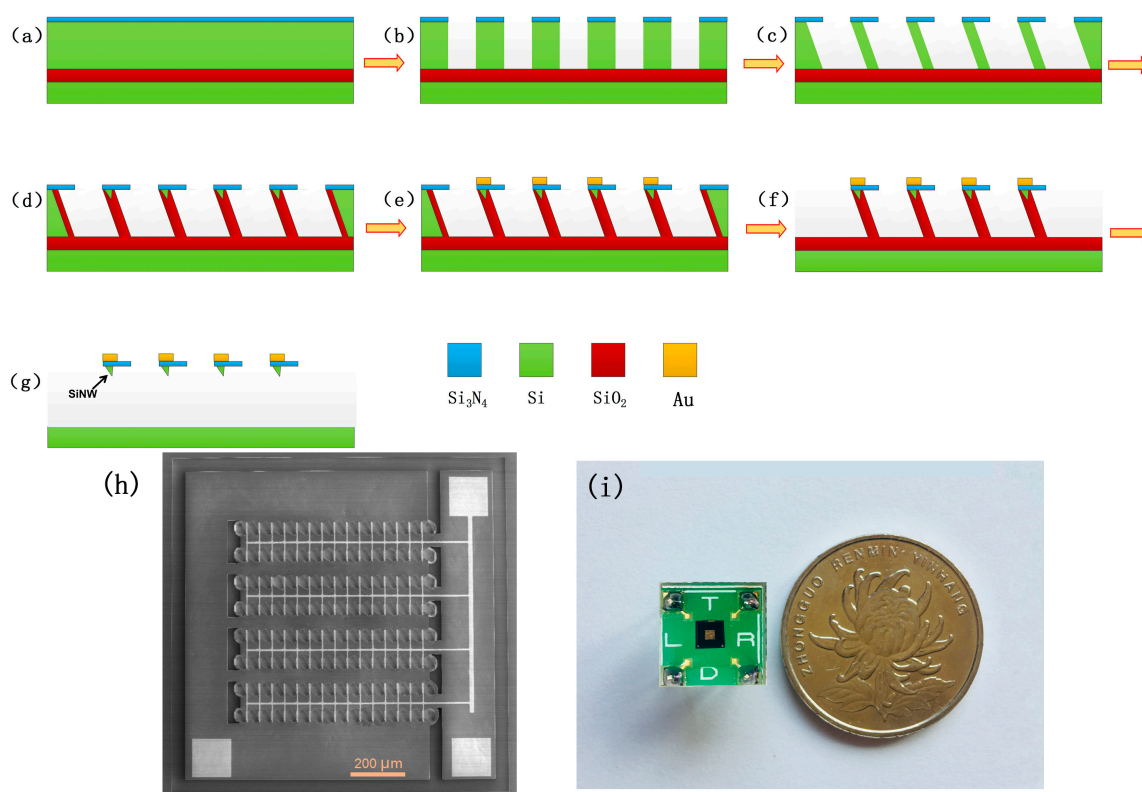 (a)
(b)
(c)
(d)
(e)
(f)
(g)
SiNW
Si₃N₄
Si
SiO₂
Au
(h)
200 μm
(i)
T
L
R
D
ZHONGGUO RENMIN YINHANG